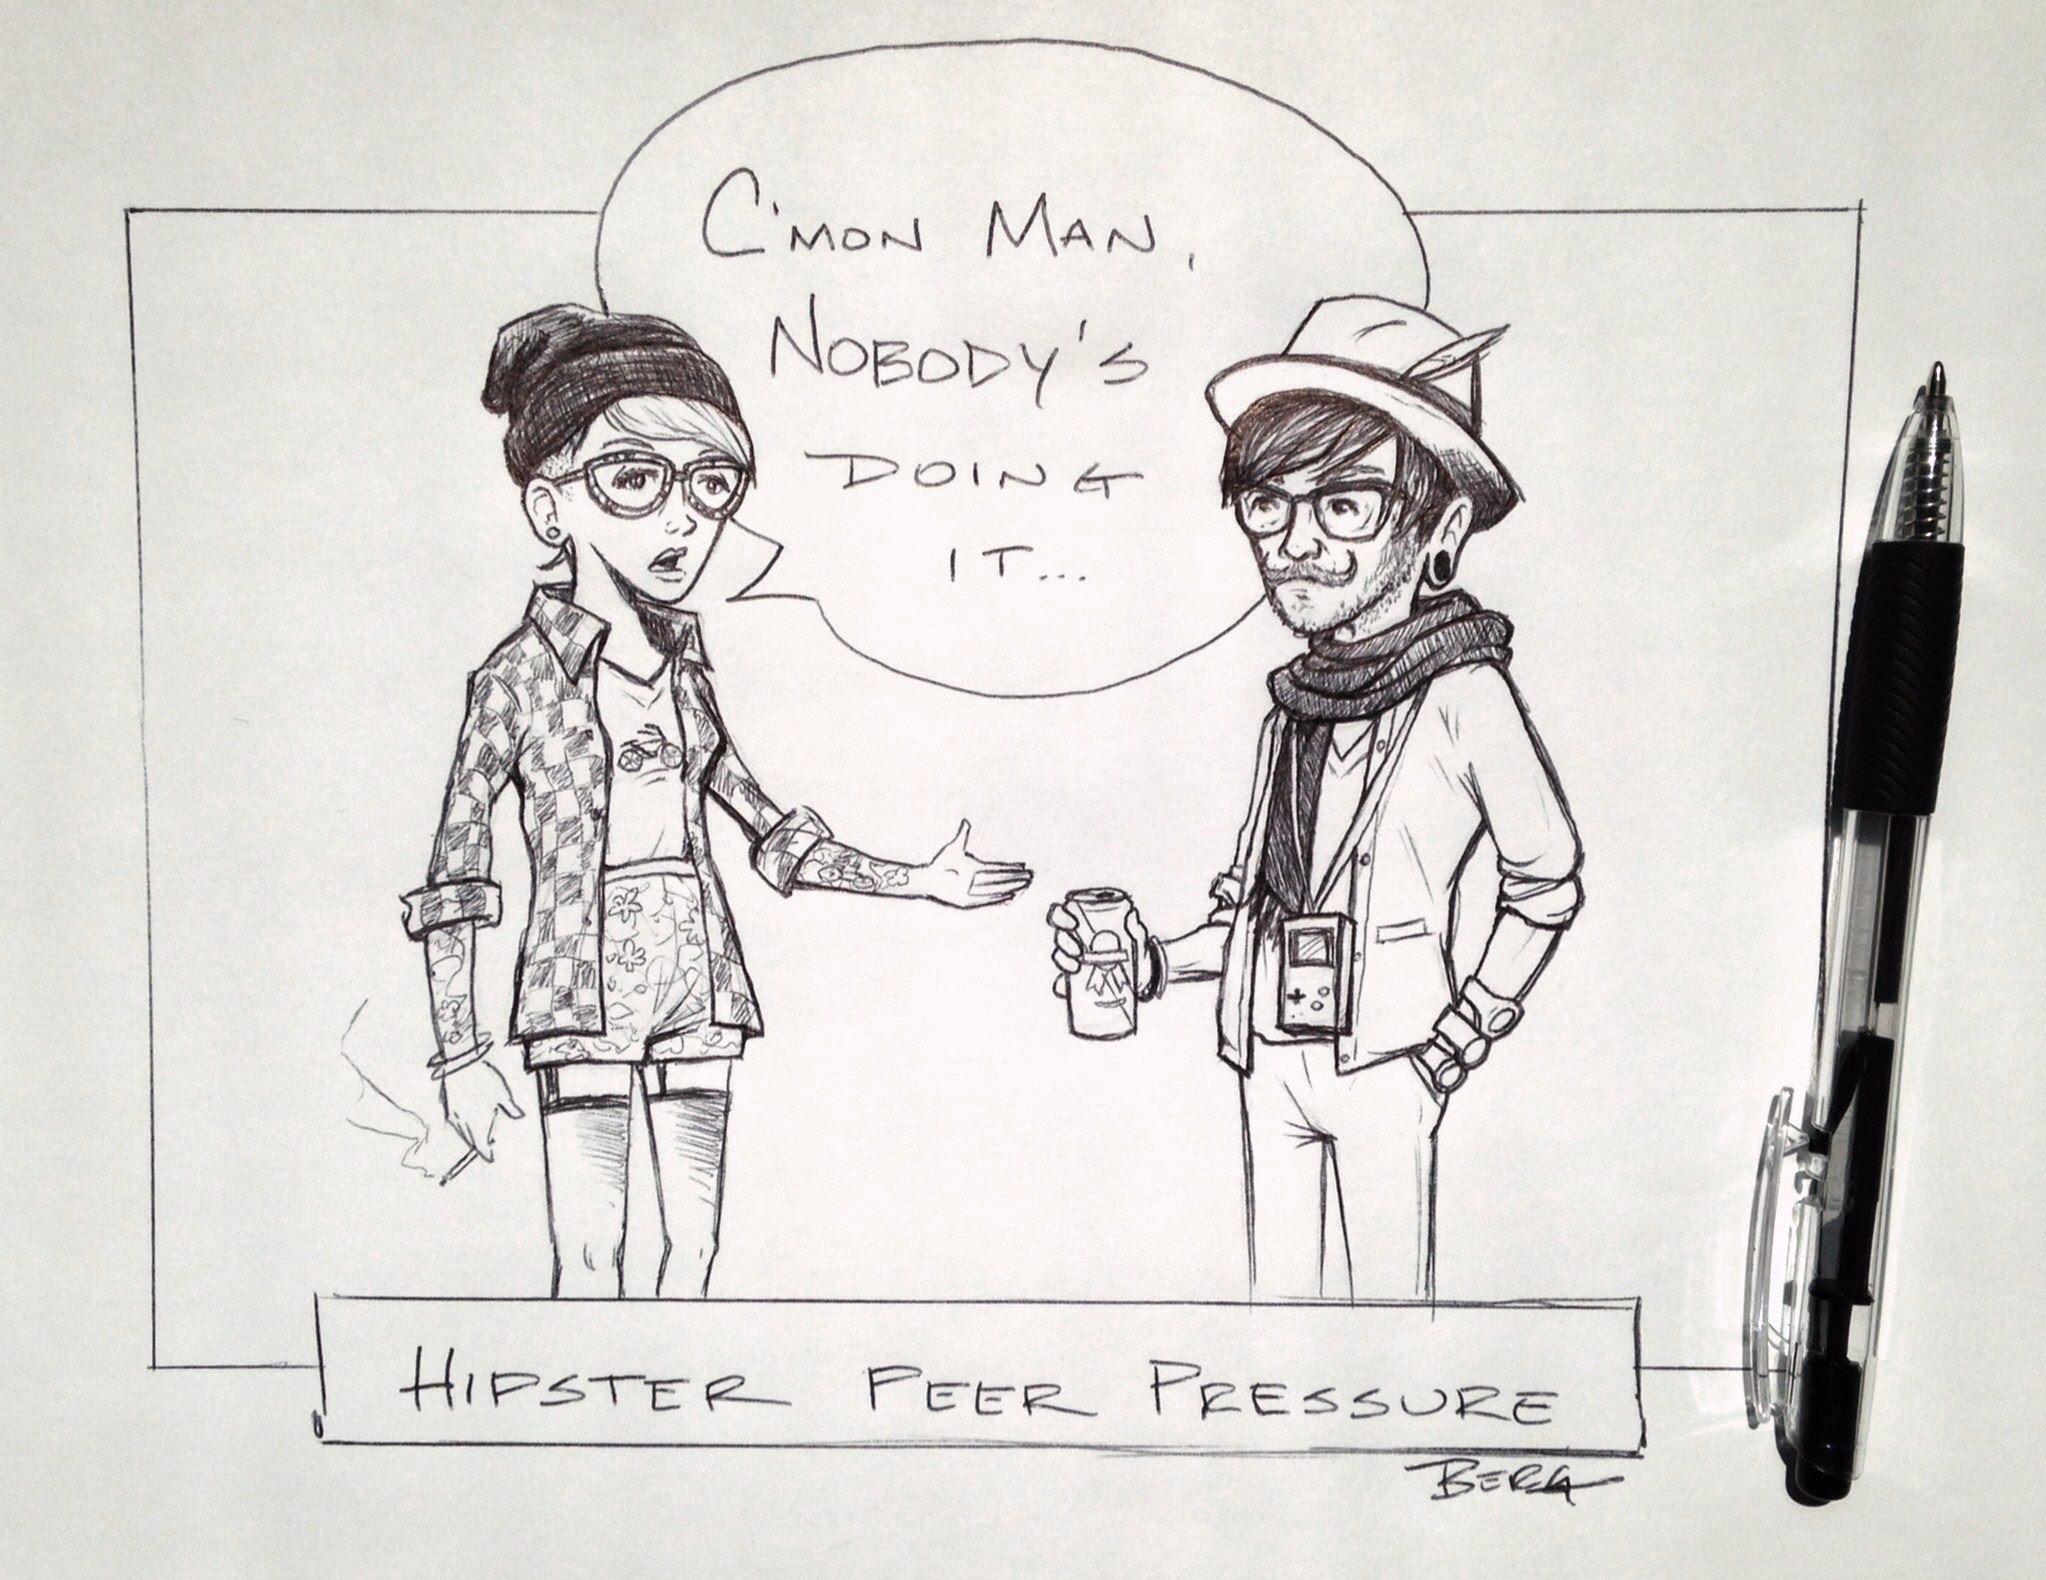 C'MON MAN,
NOBODY'S
DOING
IT...
HIPSTER PEER PRESSURE
BERG